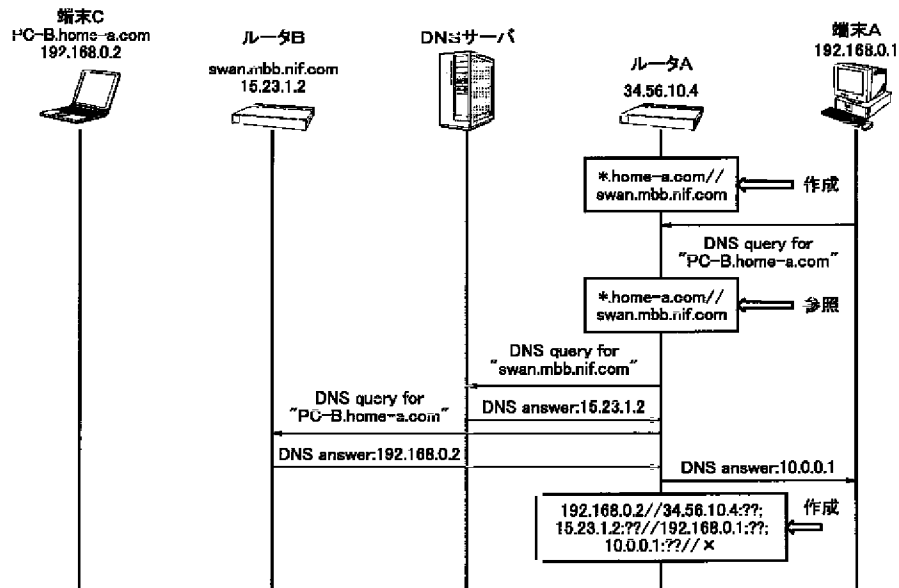 端末C
PC-B.home-a.com
192.168.0.2
ルータB
swan.mbb.nif.com
15.23.1.2
DNSサーバ
ルータA
34.56.10.4
端末A
192.168.0.1
*.home-a.com//
swan.mbb.nif.com
作成
DNS query for
"PC-B.home-a.com"
*.home-a.com//
swan.mbb.nif.com
参照
DNS query for
"swan.mbb.nif.com"
DNS query for
"PC-B.home-a.com"
DNS answer:15.23.1.2
DNS answer:192.168.0.2
DNS answer:10.0.0.1
192.168.0.2//34.56.10.4:??;
15.23.1.2:??//192.168.0.1:??;
10.0.0.1:??//×
作成